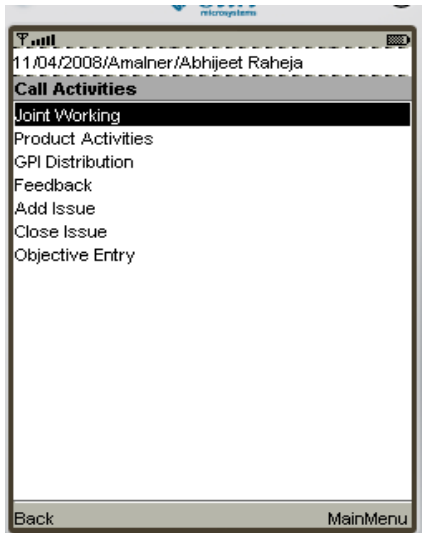 microsystems
11/04/2008/Amalner/Abhijeet Raheja
Call Activities
Joint Working
Product Activities
GPI Distribution
Feedback
Add Issue
Close Issue
Objective Entry
Back MainMenu